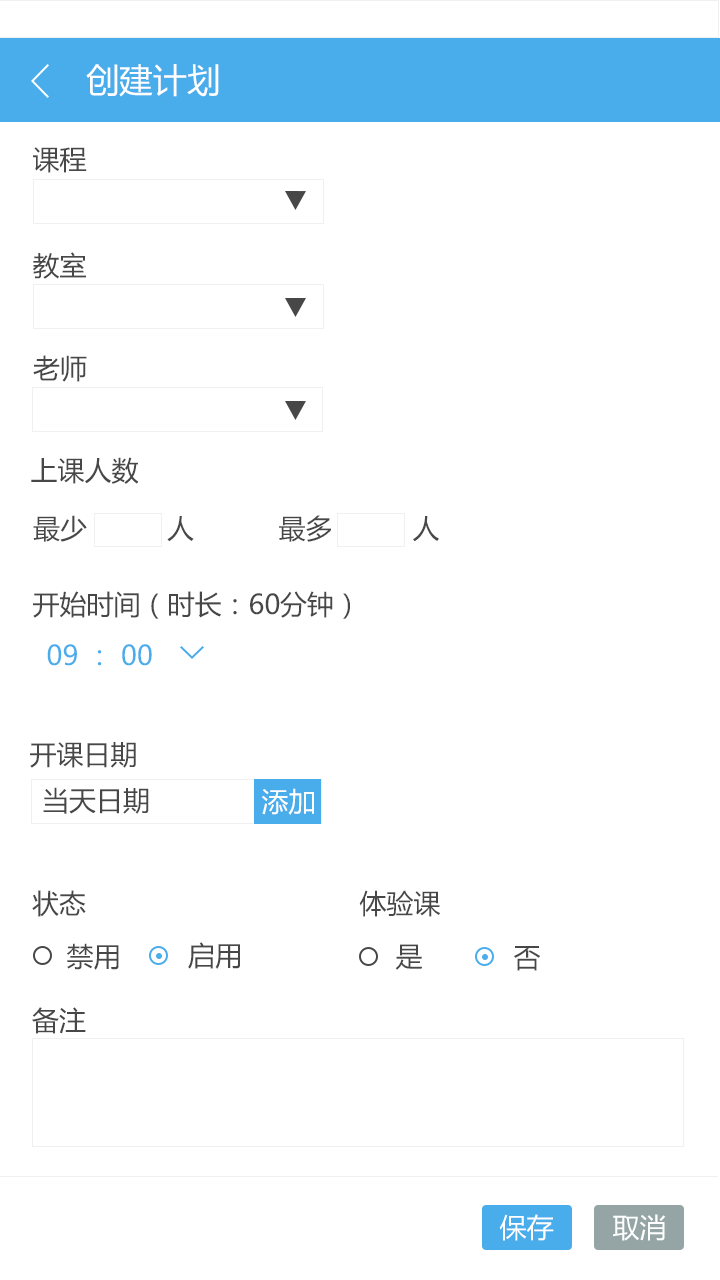 创建计划
课程
教室
老师
上课人数
最少 人 最多 人
开始时间（时长：60分钟）
09 : 00
开课日期
当天日期 添加
状态 体验课
禁用 启用 是 否
备注
保存 取消